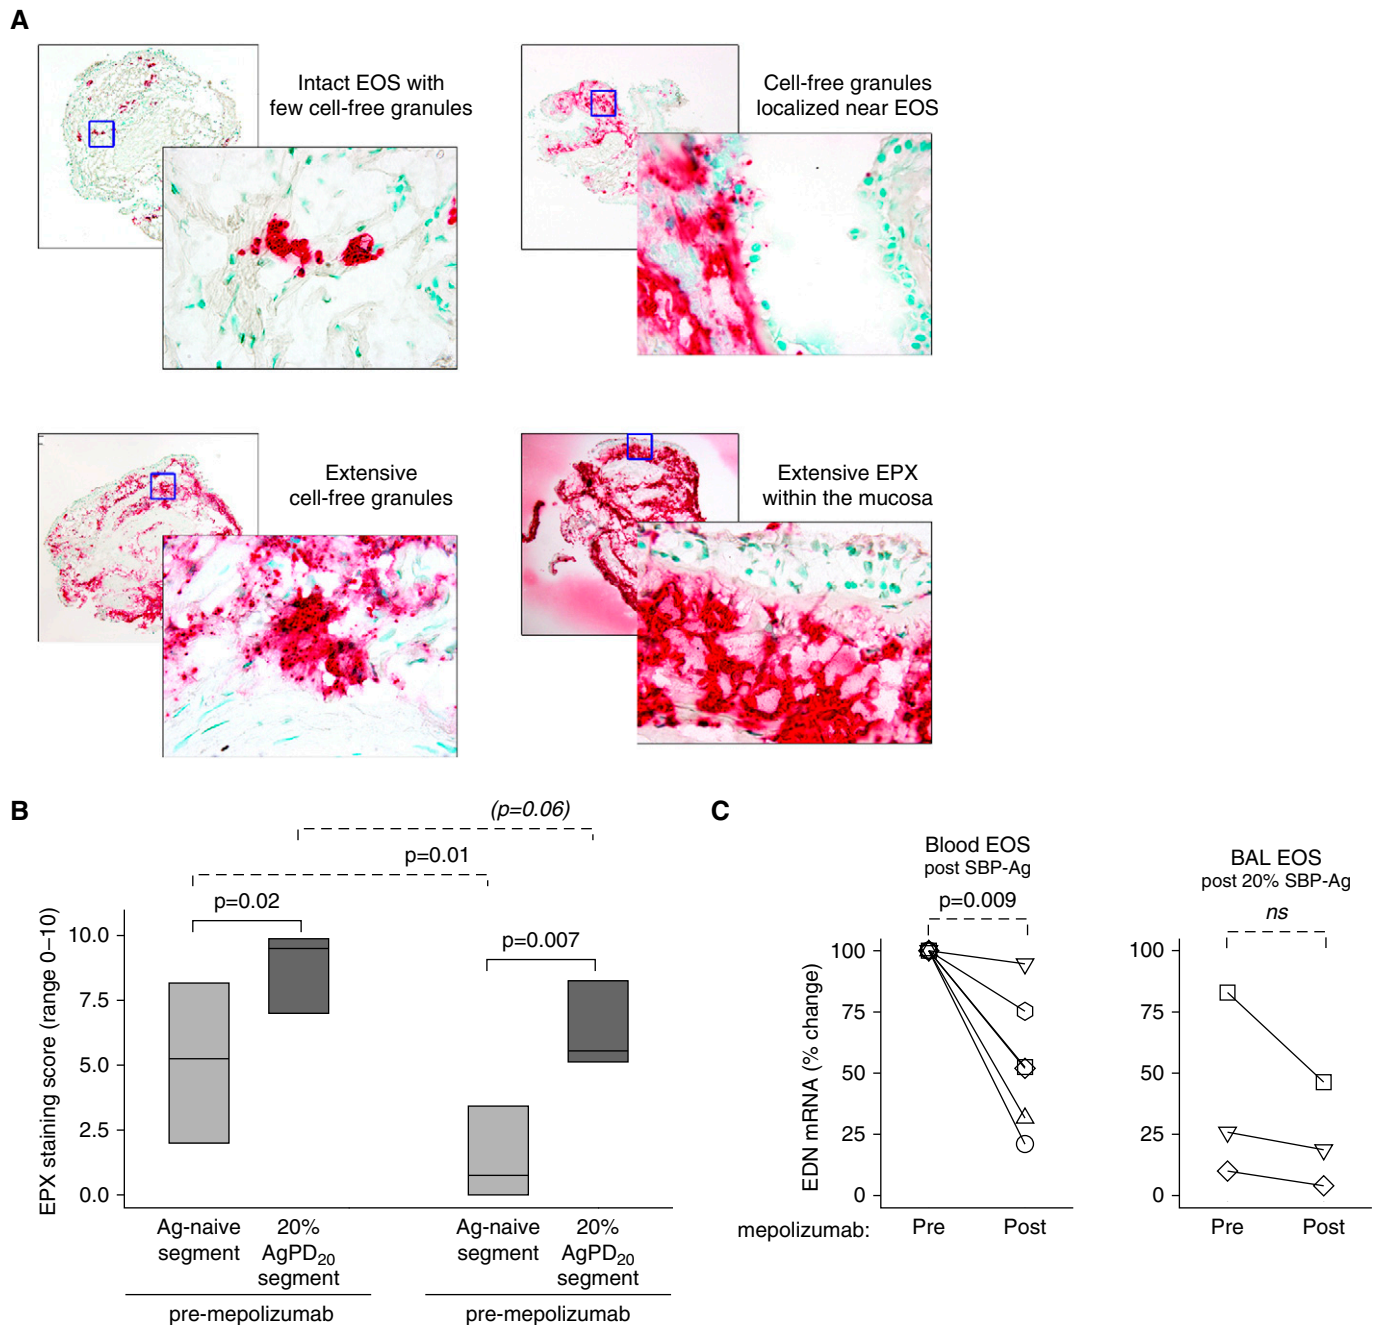 A
Intact EOS with
few cell-free granules
Cell-free granules
localized near EOS
Extensive
cell-free granules
Extensive EPX
within the mucosa
B
(p=0.06)
p=0.01
p=0.02
p=0.007
EPX staining score (range 0–10)
10.0
7.5
5.0
2.5
0.0
Ag-naive
segment
20%
AgPD20
segment
Ag-naive
segment
20%
AgPD20
segment
pre-mepolizumab
pre-mepolizumab
C
Blood EOS
post SBP-Ag
p=0.009
EDN mRNA (% change)
100
75
50
25
0
mepolizumab:
Pre
Post
BAL EOS
post 20% SBP-Ag
ns
100
75
50
25
0
Pre
Post